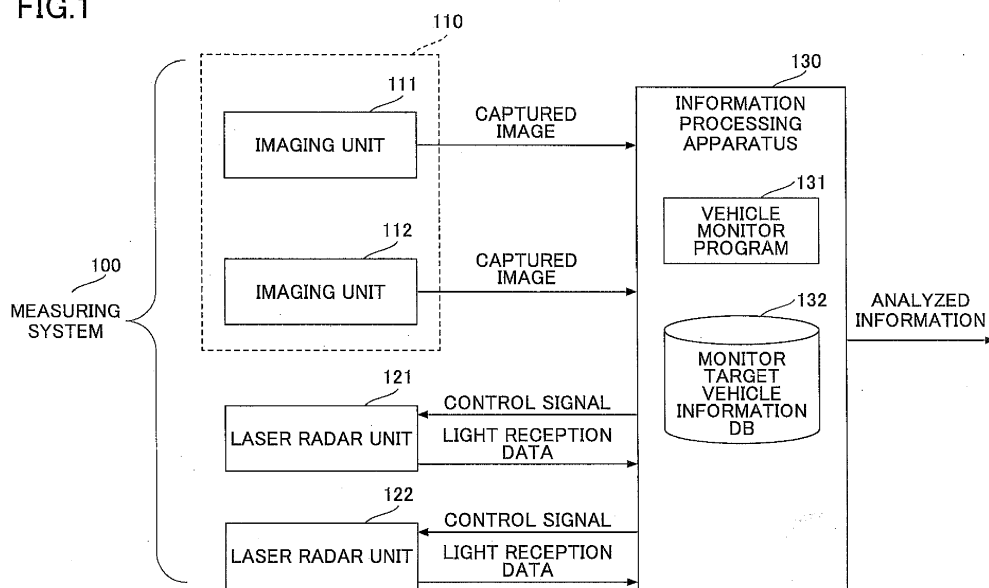 FIG.1
110
111
IMAGING UNIT
CAPTURED
IMAGE
112
IMAGING UNIT
CAPTURED
IMAGE
100
MEASURING
SYSTEM
121
LASER RADAR UNIT
CONTROL SIGNAL
LIGHT RECEPTION
DATA
122
LASER RADAR UNIT
CONTROL SIGNAL
LIGHT RECEPTION
DATA
130
INFORMATION
PROCESSING
APPARATUS
131
VEHICLE
MONITOR
PROGRAM
132
MONITOR
TARGET
VEHICLE
INFORMATION
DB
ANALYZED
INFORMATION